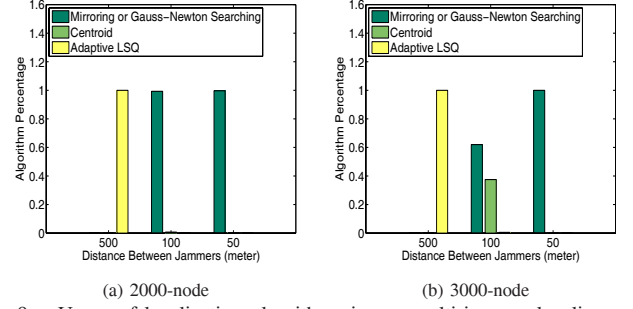 1.6
1.4
1.2
1
0.8
0.6
0.4
0.2
0
Algorithm Percentage
Mirroring or Gauss−Newton Searching
Centroid
Adaptive LSQ
500 100 50
Distance Between Jammers (meter)
(a) 2000-node
1.6
1.4
1.2
1
0.8
0.6
0.4
0.2
0
Algorithm Percentage
Mirroring or Gauss−Newton Searching
Centroid
Adaptive LSQ
500 100 50
Distance Between Jammers (meter)
(b) 3000-node